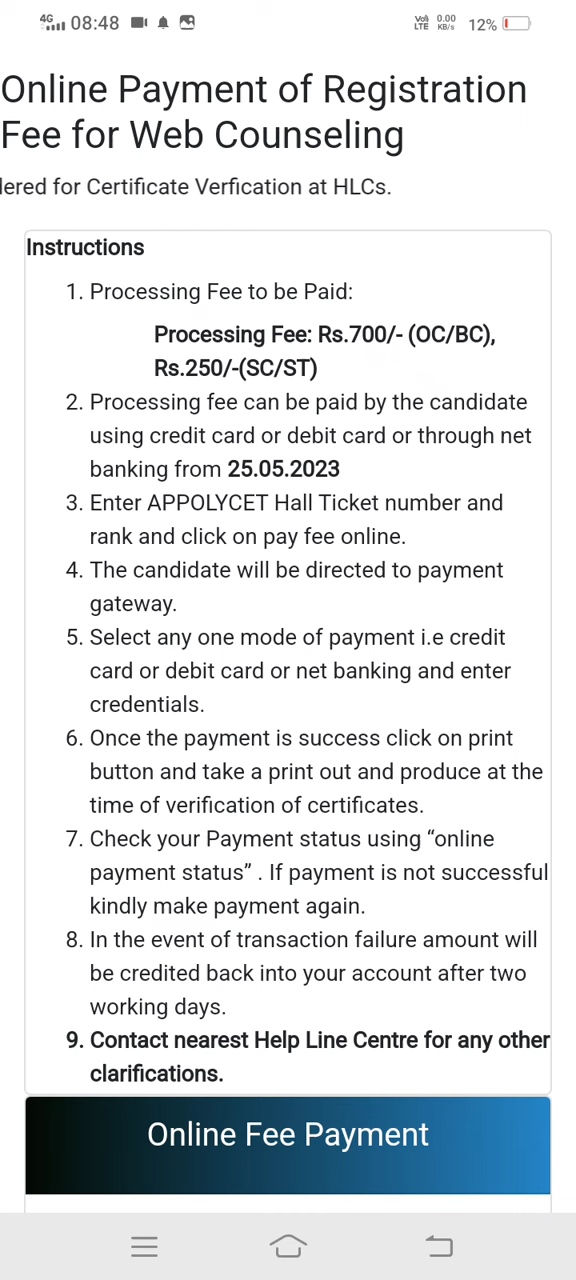 4G 08:48 Vo) LTE 0.00 KB/s 12%
Online Payment of Registration
Fee for Web Counseling
dered for Certificate Verfication at HLCs.
Instructions
1. Processing Fee to be Paid:
Processing Fee: Rs.700/- (OC/BC),
Rs.250/-(SC/ST)
2. Processing fee can be paid by the candidate
using credit card or debit card or through net
banking from 25.05.2023
3. Enter APPOLYCET Hall Ticket number and
rank and click on pay fee online.
4. The candidate will be directed to payment
gateway.
5. Select any one mode of payment i.e credit
card or debit card or net banking and enter
credentials.
6. Once the payment is success click on print
button and take a print out and produce at the
time of verification of certificates.
7. Check your Payment status using “online
payment status” . If payment is not successful
kindly make payment again.
8. In the event of transaction failure amount will
be credited back into your account after two
working days.
9. Contact nearest Help Line Centre for any other
clarifications.
Online Fee Payment